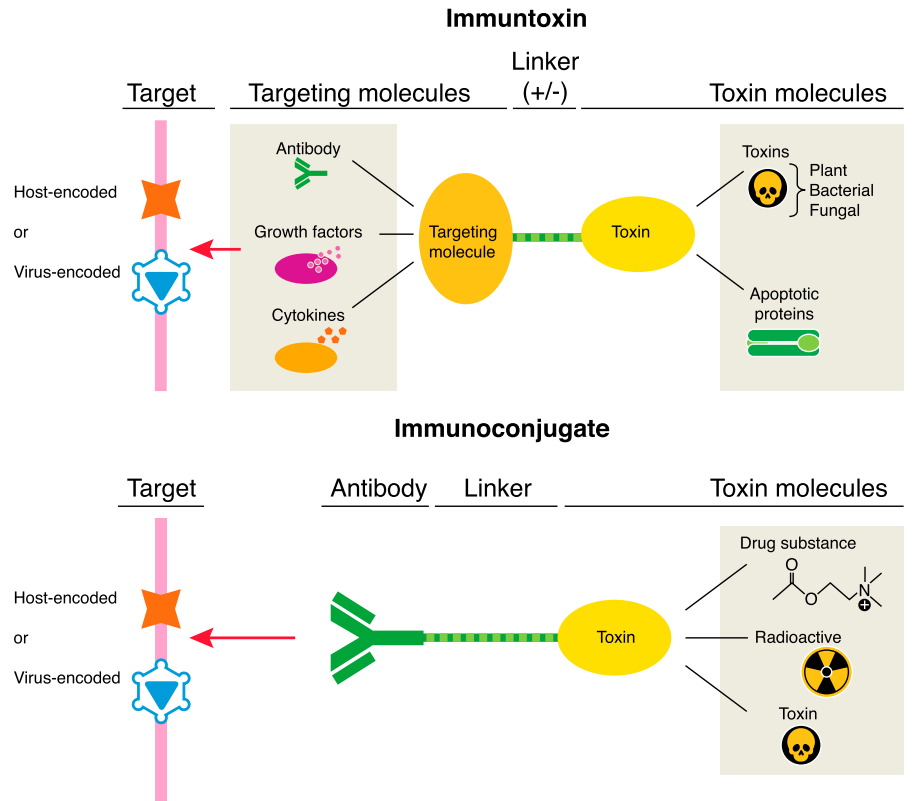 Immuntoxin
Target
Targeting molecules
Linker
(+/-)
Toxin molecules
Host-encoded
or
Virus-encoded
Antibody
Growth factors
Cytokines
Targeting
molecule
Toxin
Toxins
Plant
Bacterial
Fungal
Apoptotic
proteins
Immunoconjugate
Target
Antibody
Linker
Toxin molecules
Host-encoded
or
Virus-encoded
Toxin
Drug substance
O
O
N
+
Radioactive
Toxin